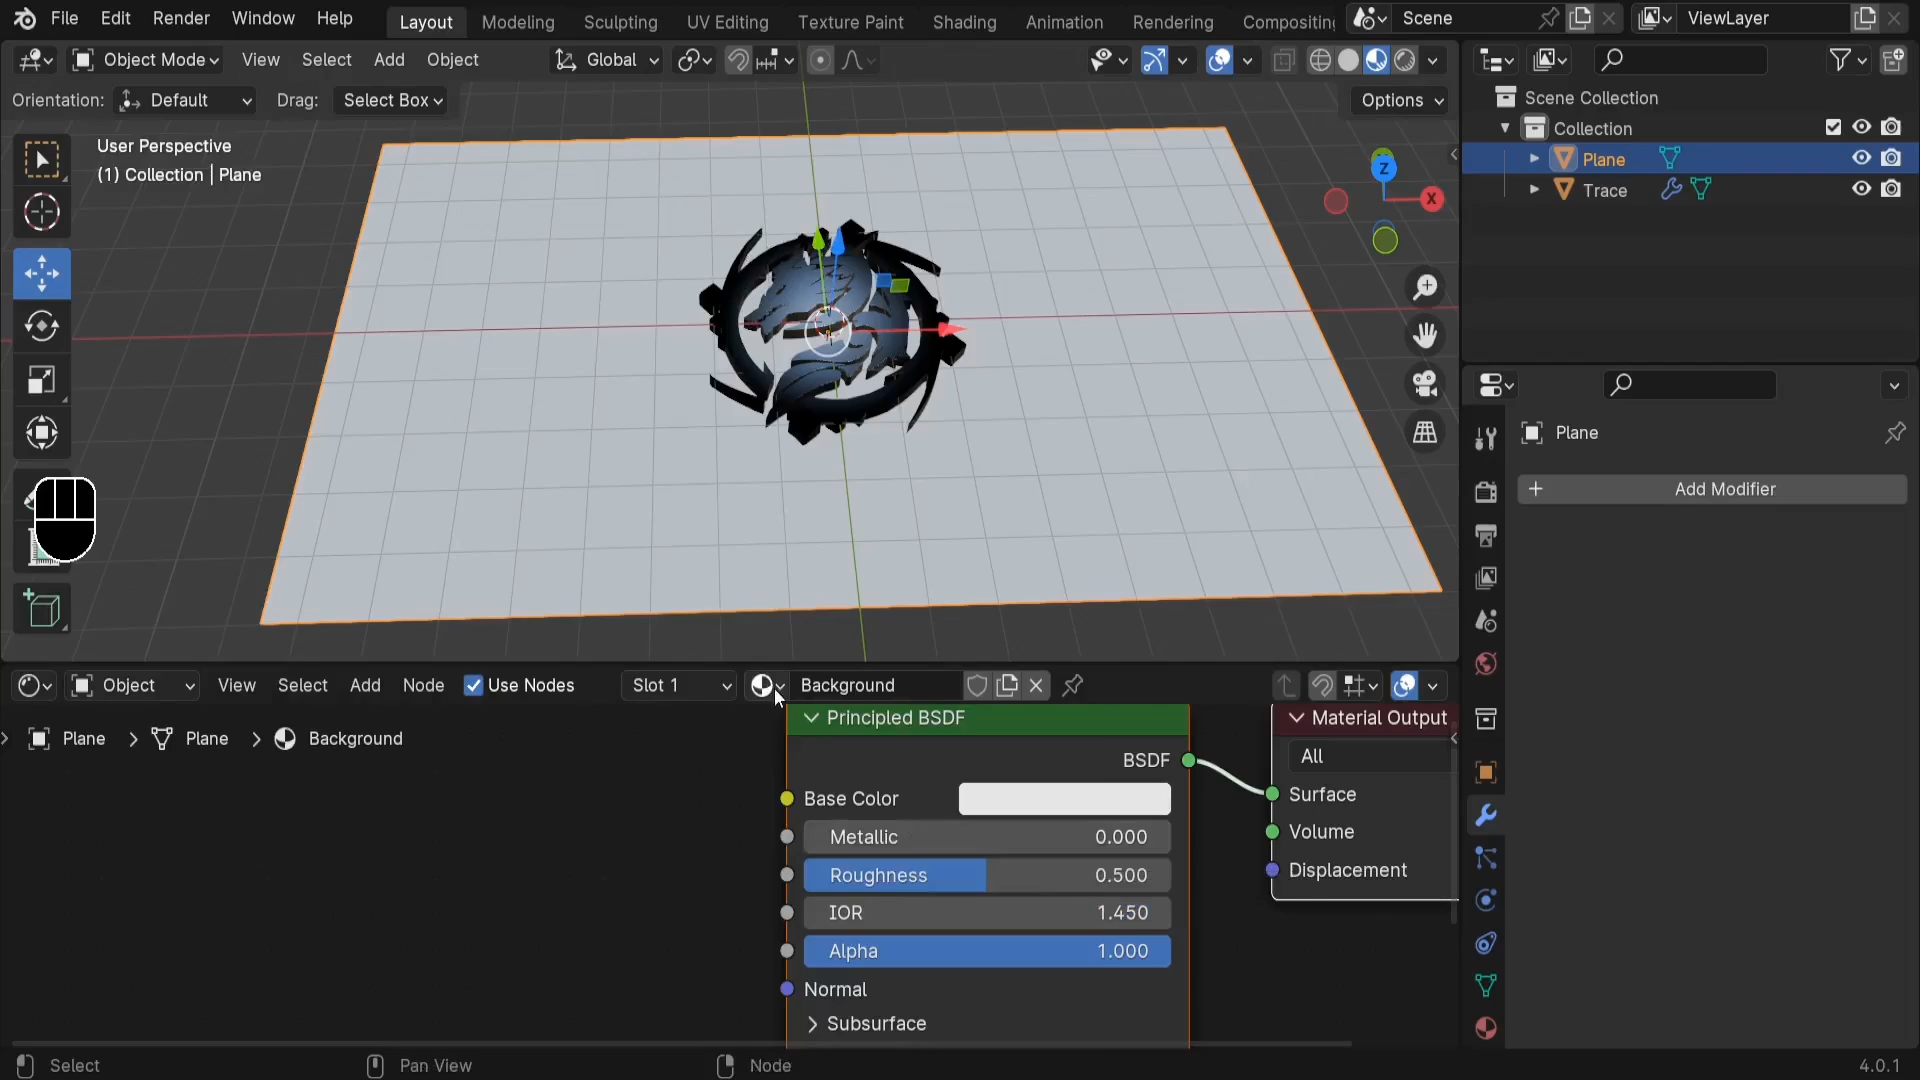 File Edit Render Window Help
Layout Modeling Sculpting UV Editing Texture Paint Shading Animation Rendering Compositing
Scene
ViewLayer
Object Mode View Select Add Object
Global
Orientation: Default Drag: Select Box
Options
User Perspective
(1) Collection | Plane
Z
X
Scene Collection
Collection
Plane
Trace
Plane
Add Modifier
Object View Select Add Node Use Nodes Slot 1 Background
Plane > Plane > Background
Principled BSDF
BSDF
Base Color
Metallic 0.000
Roughness 0.500
IOR 1.450
Alpha 1.000
Normal
Subsurface
Material Output
All
Surface
Volume
Displacement
Select Pan View Node 4.0.1